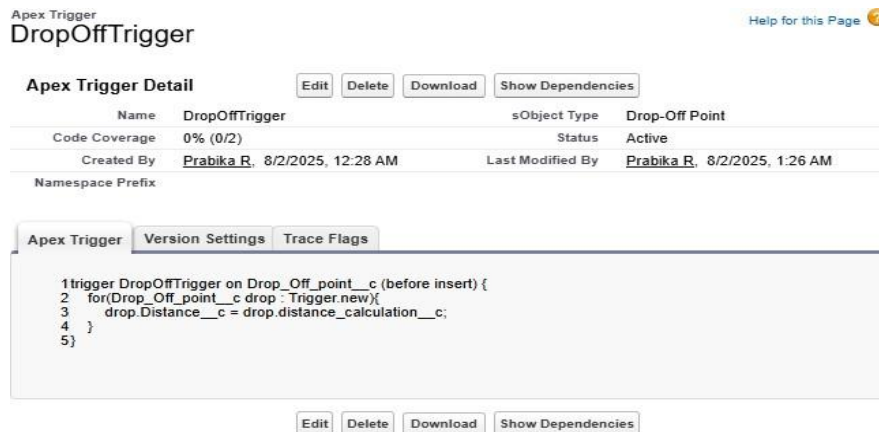 Apex Trigger
DropOffTrigger
Help for this Page
Apex Trigger Detail Edit Delete Download Show Dependencies
Name DropOffTrigger sObject Type Drop-Off Point
Code Coverage 0% (0/2) Status Active
Created By Prabika R, 8/2/2025, 12:28 AM Last Modified By Prabika R, 8/2/2025, 1:26 AM
Namespace Prefix
Apex Trigger Version Settings Trace Flags
1 trigger DropOffTrigger on Drop_Off_point__c (before insert) {
2 for(Drop_Off_point__c drop : Trigger.new){
3 drop.Distance__c = drop.distance_calculation__c;
4 }
5 }
Edit Delete Download Show Dependencies